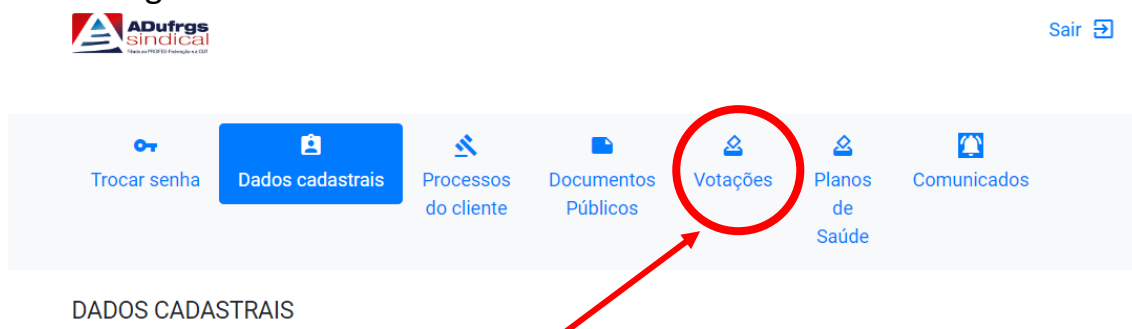 ADufrgs
sindical
Sair
Trocar senha
Dados cadastrais
Processos
do cliente
Documentos
Públicos
Votações
Planos
de
Saúde
Comunicados
DADOS CADASTRAIS